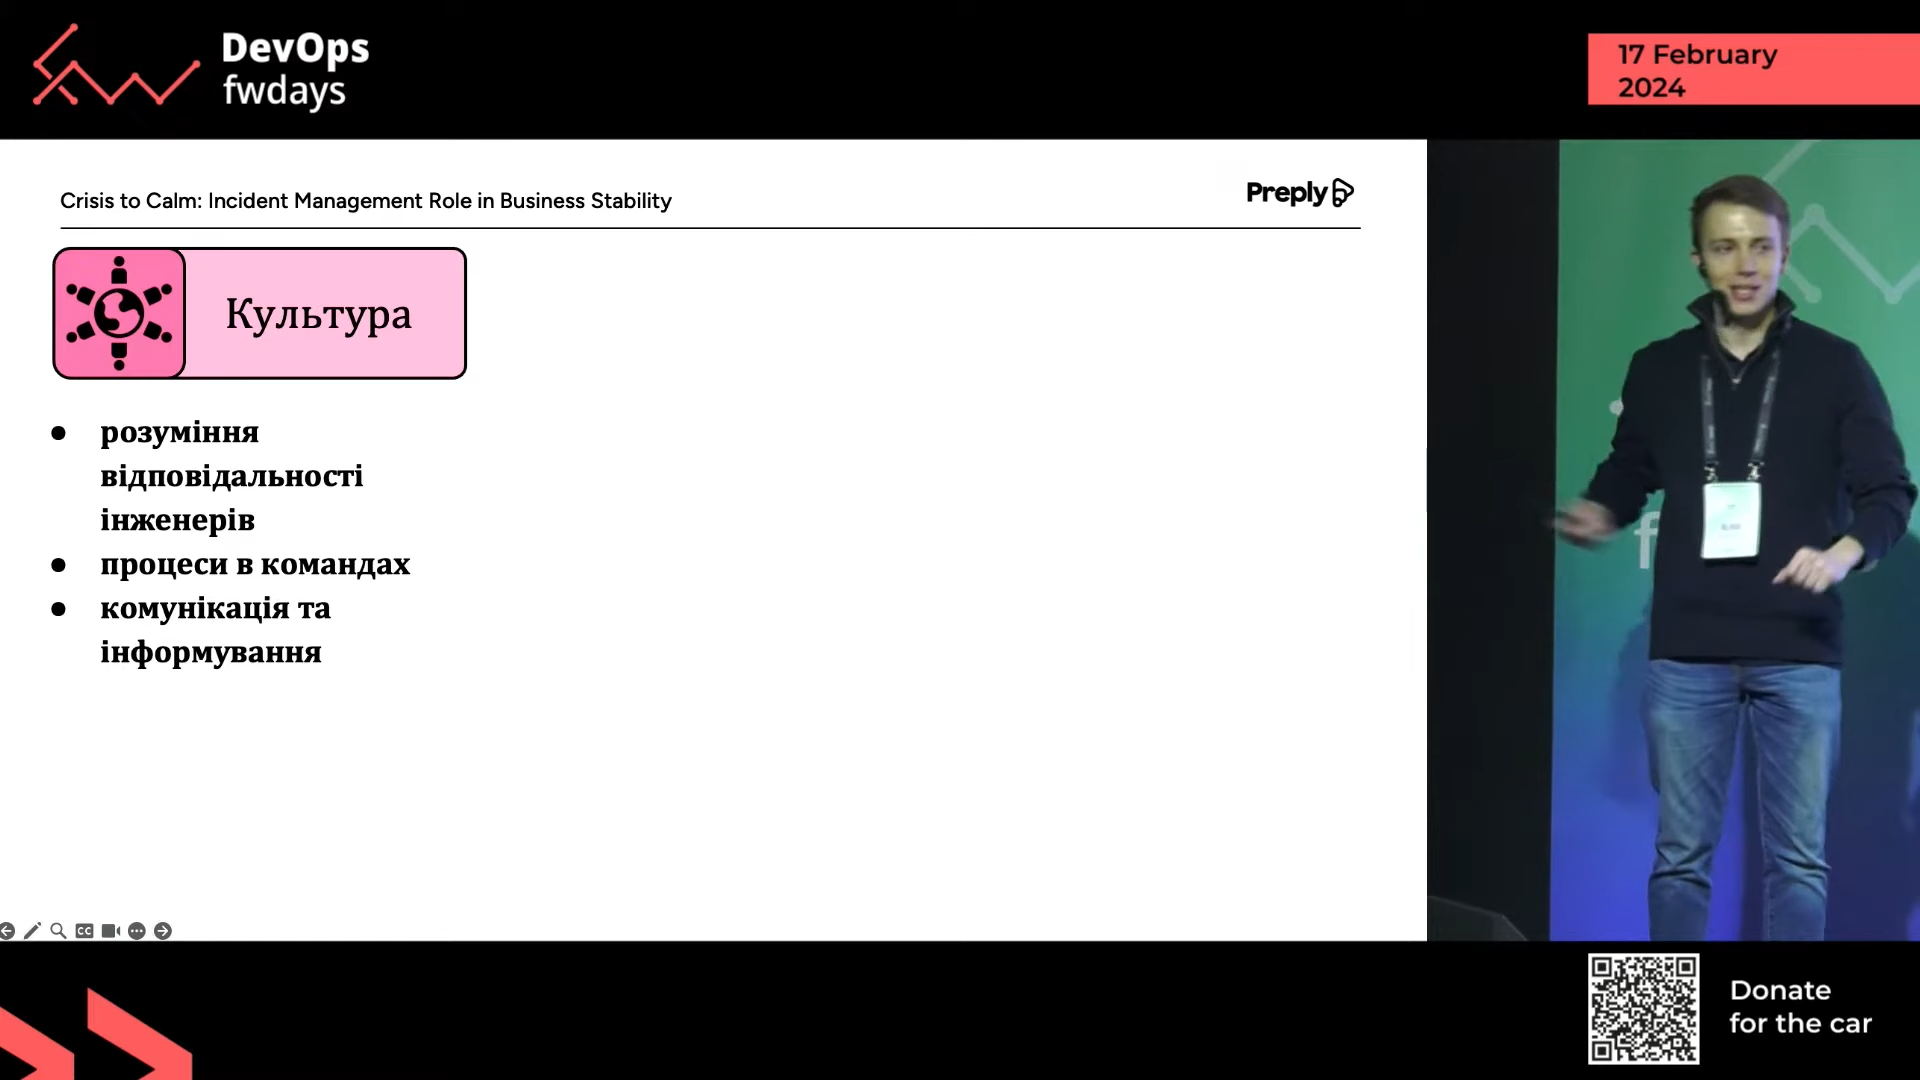 DevOps
fwdays
17 February
2024
Crisis to Calm: Incident Management Role in Business Stability
Preply
Культура
● розуміння
відповідальності
інженерів
● процеси в командах
● комунікація та
інформування
Donate
for the car